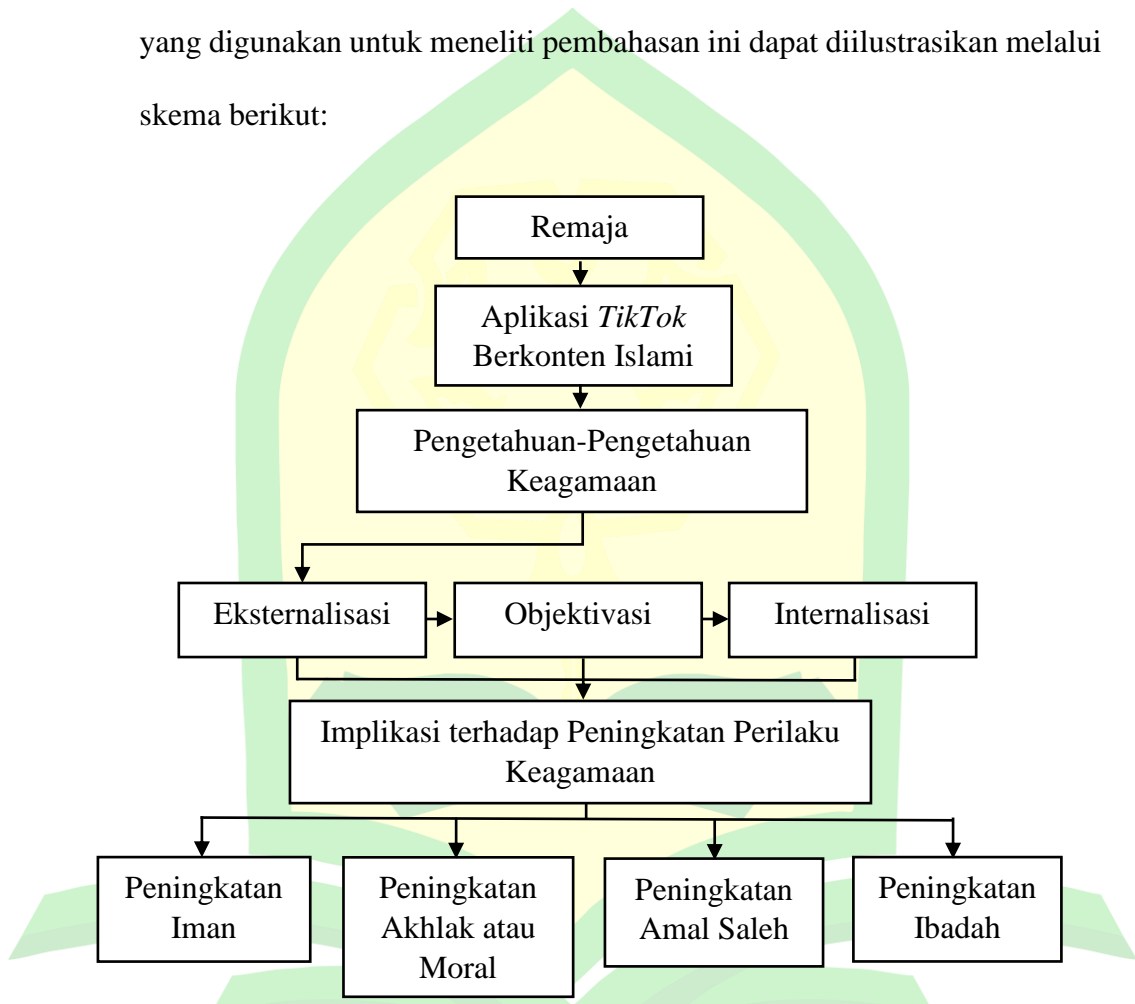 yang digunakan untuk meneliti pembahasan ini dapat diilustrasikan melalui
skema berikut:
Remaja
Aplikasi TikTok
Berkonten Islami
Pengetahuan-Pengetahuan
Keagamaan
Eksternalisasi
Objektivasi
Internalisasi
Implikasi terhadap Peningkatan Perilaku
Keagamaan
Peningkatan
Iman
Peningkatan
Akhlak atau
Moral
Peningkatan
Amal Saleh
Peningkatan
Ibadah